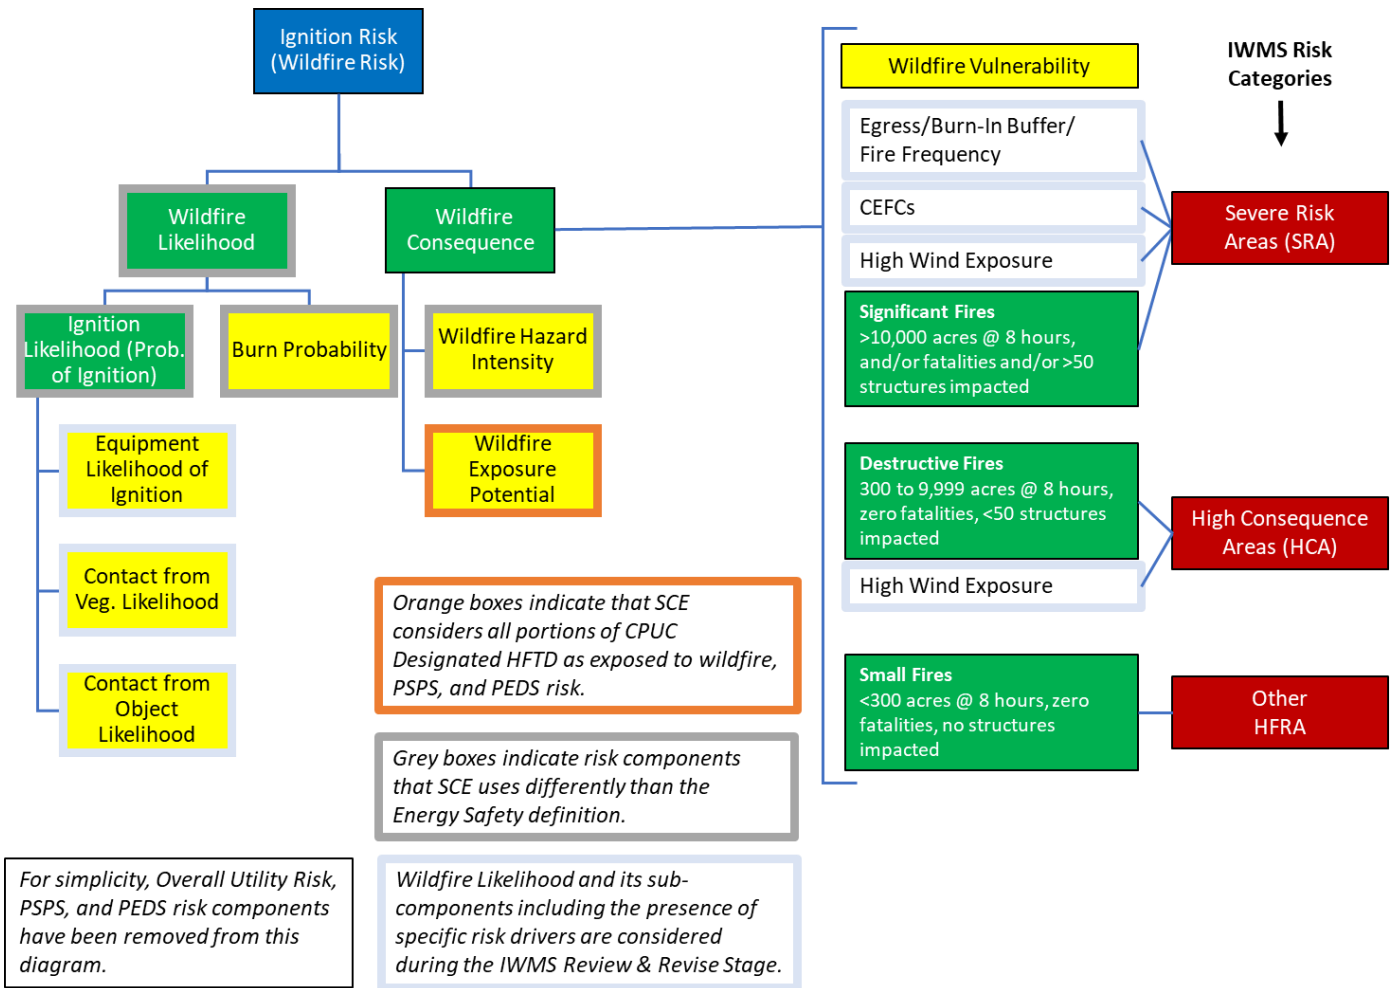 Ignition Risk
(Wildfire Risk)
Wildfire
Likelihood
Wildfire
Consequence
Ignition
Likelihood (Prob.
of Ignition)
Burn Probability
Wildfire Hazard
Intensity
Equipment
Likelihood of
Ignition
Wildfire
Exposure
Potential
Contact from
Veg. Likelihood
Contact from
Object
Likelihood
Orange boxes indicate that SCE
considers all portions of CPUC
Designated HFTD as exposed to wildfire,
PSPS, and PEDS risk.
Grey boxes indicate risk components
that SCE uses differently than the
Energy Safety definition.
For simplicity, Overall Utility Risk,
PSPS, and PEDS risk components
have been removed from this
diagram.
Wildfire Likelihood and its sub-
components including the presence of
specific risk drivers are considered
during the IWMS Review & Revise Stage.
Wildfire Vulnerability
Egress/Burn-In Buffer/
Fire Frequency
CEFCs
High Wind Exposure
Significant Fires
>10,000 acres @ 8 hours,
and/or fatalities and/or >50
structures impacted
Destructive Fires
300 to 9,999 acres @ 8 hours,
zero fatalities, <50 structures
impacted
High Wind Exposure
Small Fires
<300 acres @ 8 hours, zero
fatalities, no structures
impacted
IWMS Risk
Categories
Severe Risk
Areas (SRA)
High Consequence
Areas (HCA)
Other
HFRA